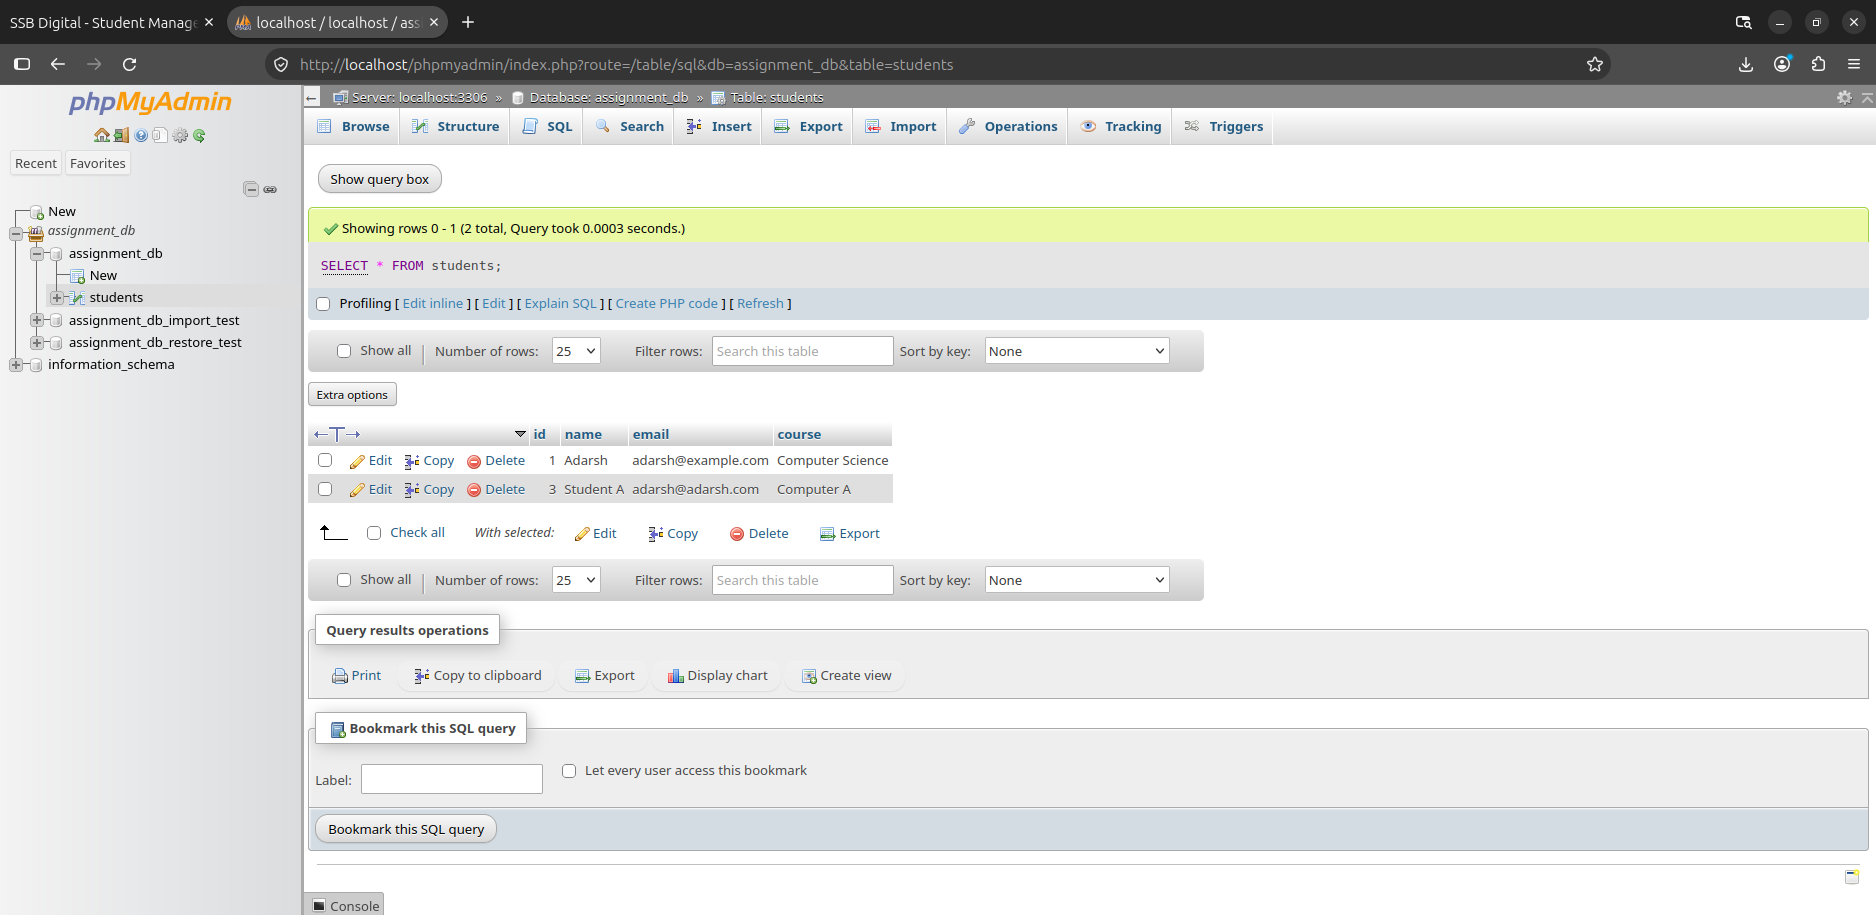 SSB Digital - Student Manage
localhost / localhost / ass
http://localhost/phpmyadmin/index.php?route=/table/sql&db=assignment_db&table=students
phpMyAdmin
Recent Favorites
New
assignment_db
assignment_db
New
students
assignment_db_import_test
assignment_db_restore_test
information_schema
Server: localhost:3306 » Database: assignment_db » Table: students
Browse Structure SQL Search Insert Export Import Operations Tracking Triggers
Show query box
Showing rows 0 - 1 (2 total, Query took 0.0003 seconds.)
SELECT * FROM students;
Profiling [ Edit inline ] [ Edit ] [ Explain SQL ] [ Create PHP code ] [ Refresh ]
Show all Number of rows: 25 Filter rows: Search this table Sort by key: None
Extra options
id name email course
Edit Copy Delete 1 Adarsh adarsh@example.com Computer Science
Edit Copy Delete 3 Student A adarsh@adarsh.com Computer A
Check all With selected: Edit Copy Delete Export
Show all Number of rows: 25 Filter rows: Search this table Sort by key: None
Query results operations
Print Copy to clipboard Export Display chart Create view
Bookmark this SQL query
Label: Let every user access this bookmark
Bookmark this SQL query
Console